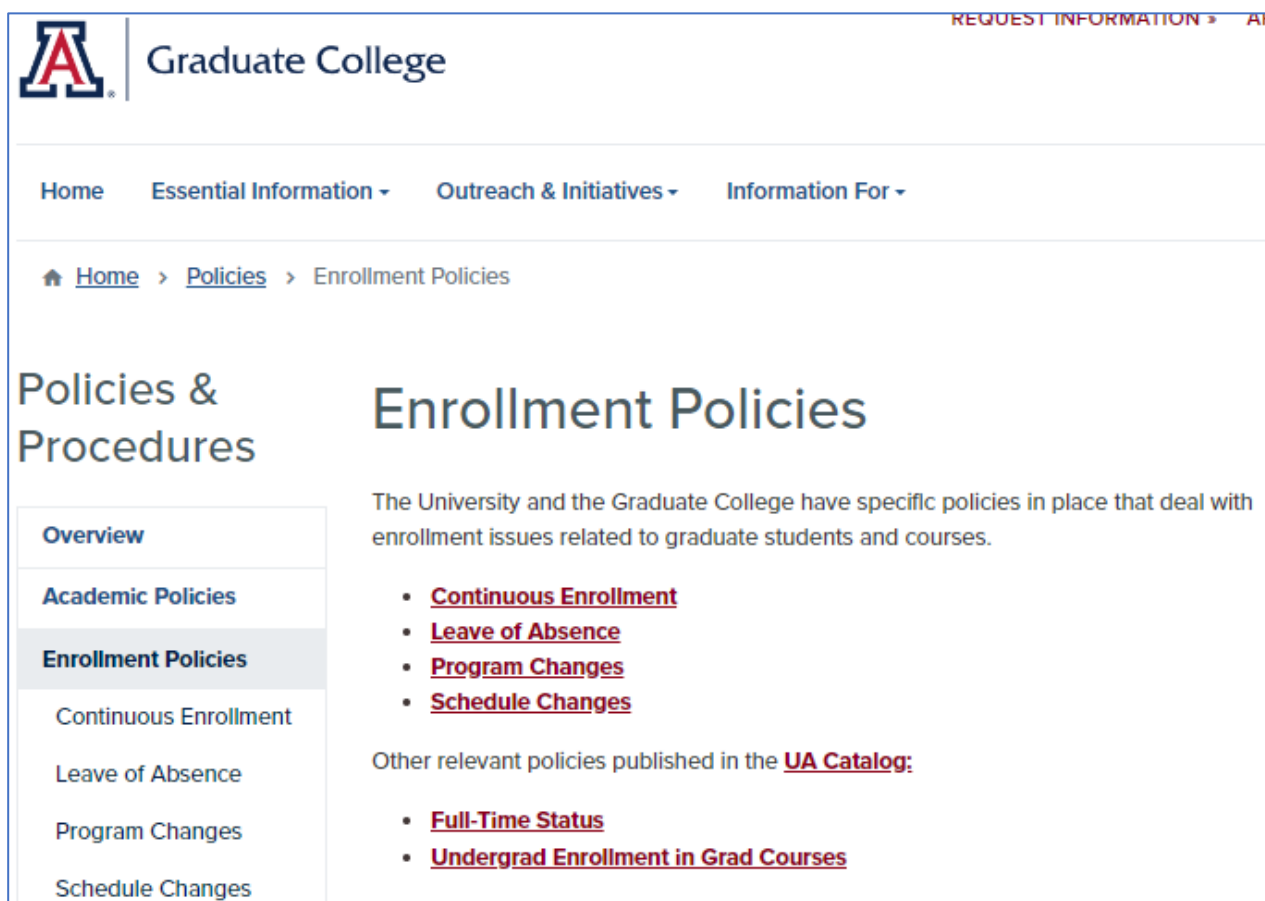 REQUEST INFORMATION »
A
Graduate College
Home Essential Information Outreach & Initiatives Information For
Home > Policies > Enrollment Policies
Policies &
Procedures
Overview
Academic Policies
Enrollment Policies
Continuous Enrollment
Leave of Absence
Program Changes
Schedule Changes
Enrollment Policies
The University and the Graduate College have specific policies in place that deal with
enrollment issues related to graduate students and courses.
• Continuous Enrollment
• Leave of Absence
• Program Changes
• Schedule Changes
Other relevant policies published in the UA Catalog:
• Full-Time Status
• Undergrad Enrollment in Grad Courses